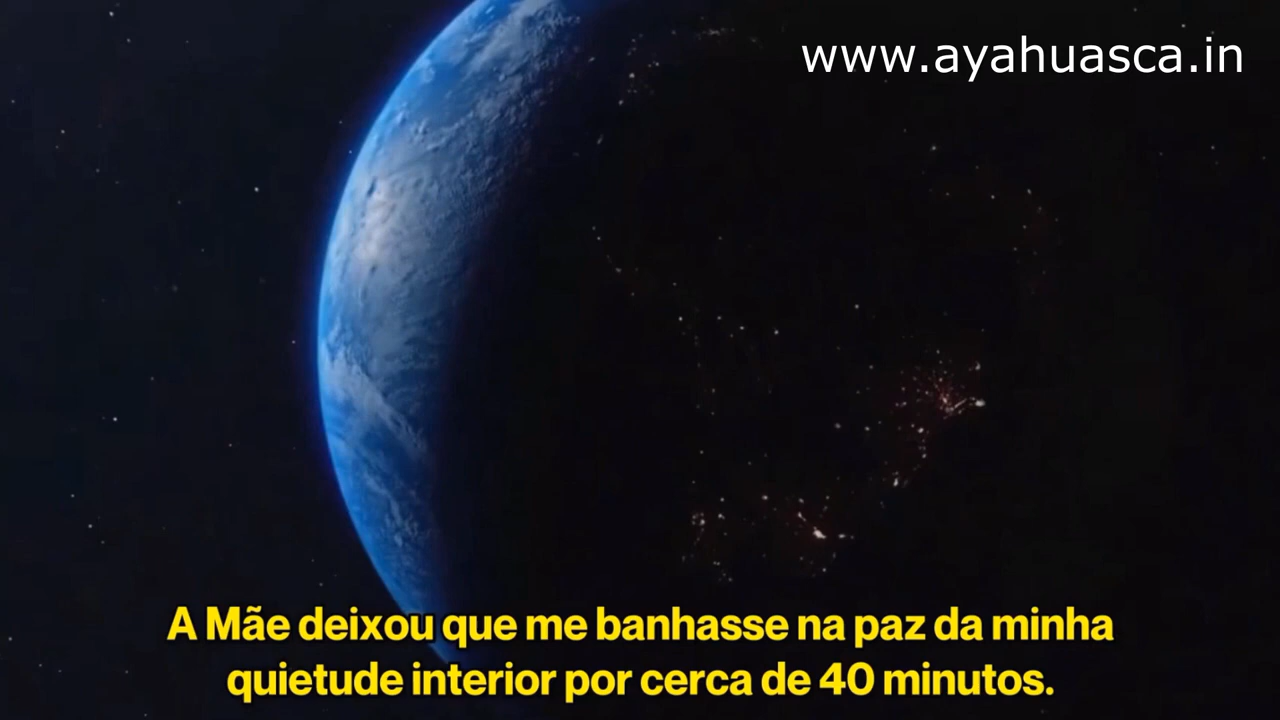 www.ayahuasca.in
A Mãe deixou que me banhasse na paz da minha
quietude interior por cerca de 40 minutos.